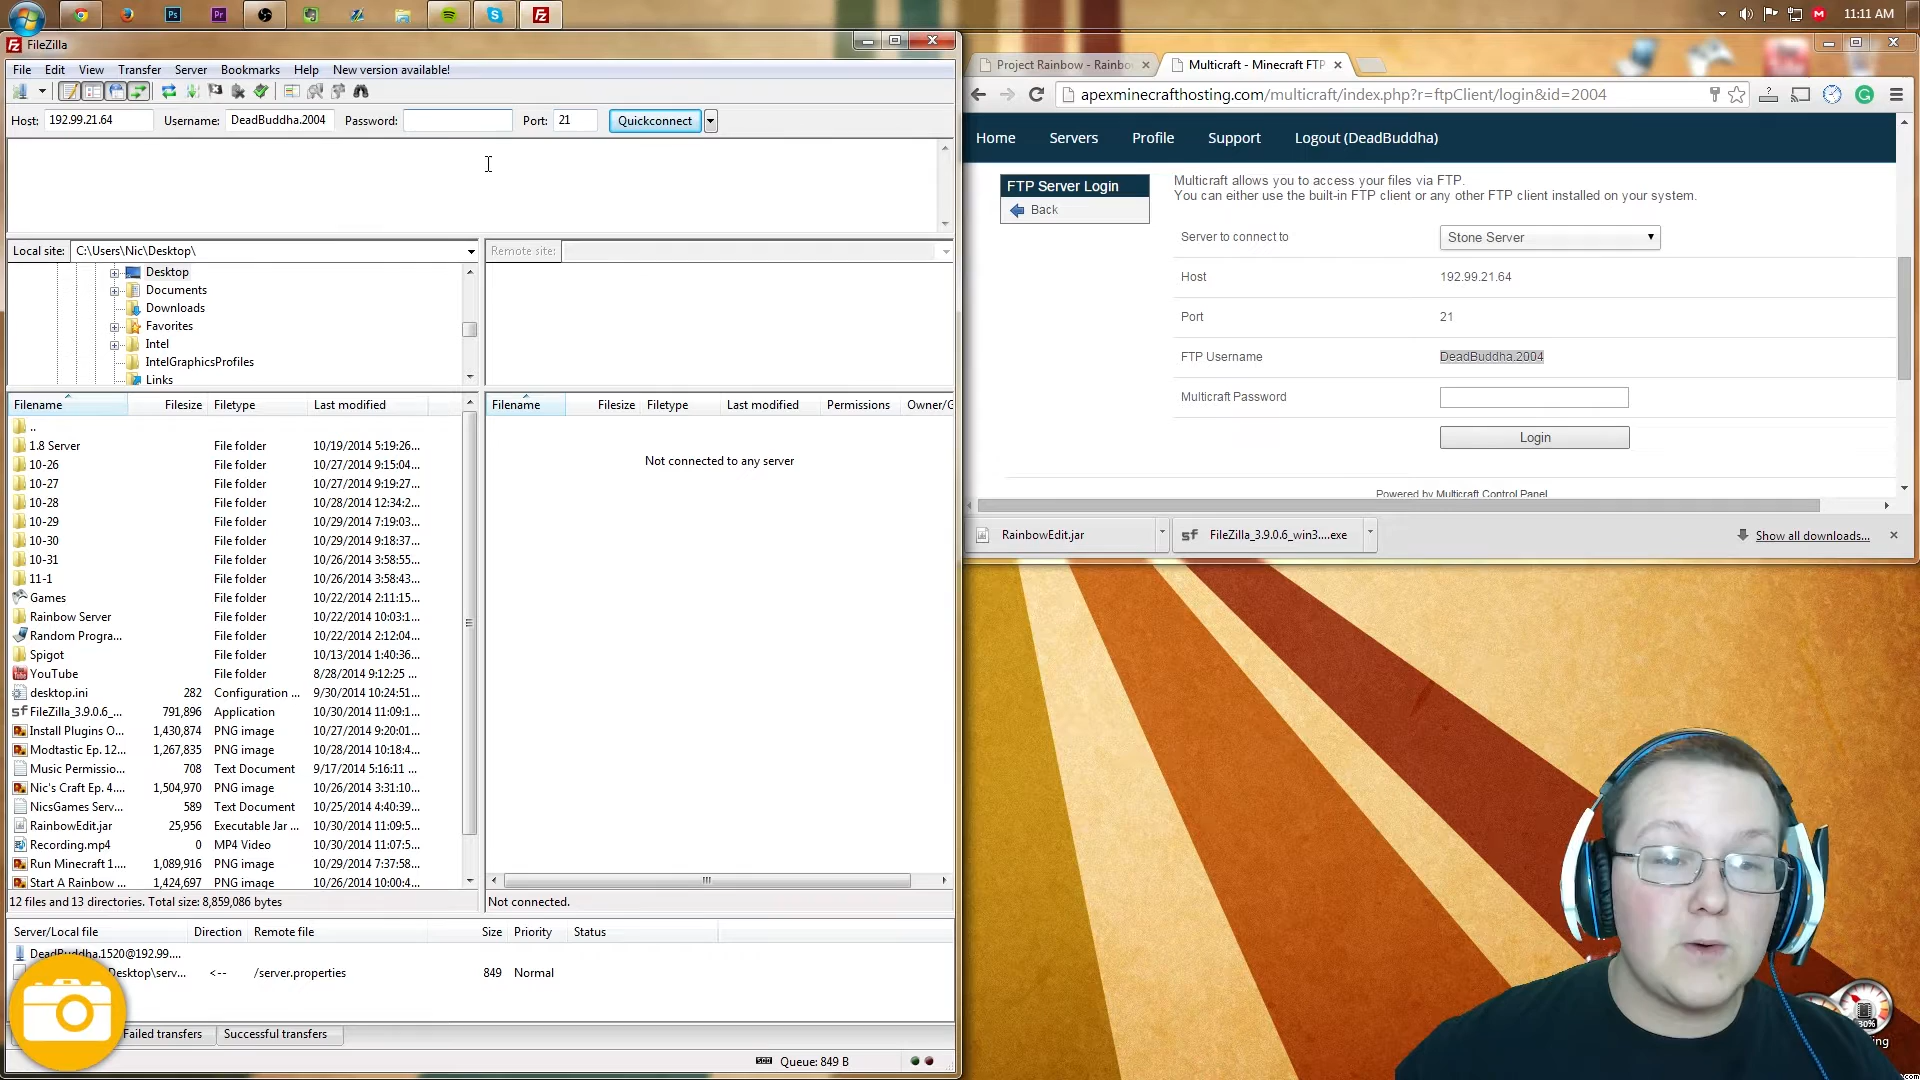 11:11 AM
FileZilla
File Edit View Transfer Server Bookmarks Help New version available!
Host: 192.99.21.64 Username: DeadBuddha.2004 Password: Port: 21 Quickconnect
Local site: C:\Users\Nic\Desktop\
Desktop
Documents
Downloads
Favorites
Intel
IntelGraphicsProfiles
Links
Remote site:
Filename Filesize Filetype Last modified
..
1.8 Server File folder 10/19/2014 5:19:26...
10-26 File folder 10/27/2014 9:15:04...
10-27 File folder 10/27/2014 9:19:27...
10-28 File folder 10/28/2014 12:34:2...
10-29 File folder 10/29/2014 7:19:03...
10-30 File folder 10/29/2014 9:18:37...
10-31 File folder 10/26/2014 3:58:55...
11-1 File folder 10/26/2014 3:58:43...
Games File folder 10/22/2014 2:11:15...
Rainbow Server File folder 10/22/2014 10:03:1...
Random Progra... File folder 10/22/2014 2:12:04...
Spigot File folder 10/13/2014 1:40:36...
YouTube File folder 8/28/2014 9:12:25 ...
desktop.ini 282 Configuration ... 9/30/2014 10:24:51...
FileZilla_3.9.0.6_... 791,896 Application 10/30/2014 11:09:1...
Install Plugins O... 1,430,874 PNG image 10/27/2014 9:20:01...
Modtastic Ep. 12... 1,267,835 PNG image 10/28/2014 10:18:4...
Music Permissio... 708 Text Document 9/17/2014 5:16:11 ...
Nic's Craft Ep. 4.... 1,504,970 PNG image 10/26/2014 3:31:10...
NicsGames Serv... 589 Text Document 10/25/2014 4:40:39...
RainbowEdit.jar 25,956 Executable Jar ... 10/30/2014 11:09:5...
Recording.mp4 0 MP4 Video 10/30/2014 11:07:5...
Run Minecraft 1.... 1,089,916 PNG image 10/29/2014 7:37:58...
Start A Rainbow ... 1,424,697 PNG image 10/26/2014 10:00:4...
12 files and 13 directories. Total size: 8,859,086 bytes
Filename Filesize Filetype Last modified Permissions Owner/G
Not connected to any server
Not connected.
Server/Local file Direction Remote file Size Priority Status
DeadBuddha.1520@192.99....
Desktop\serv... <-- /server.properties 849 Normal
Failed transfers Successful transfers
Queue: 849 B
Project Rainbow - Rainbo
Multicraft - Minecraft FTP
apexminecrafthosting.com/multicraft/index.php?r=ftpClient/login&id=2004
Home Servers Profile Support Logout (DeadBuddha)
FTP Server Login
Back
Multicraft allows you to access your files via FTP.
You can either use the built-in FTP client or any other FTP client installed on your system.
Server to connect to Stone Server
Host 192.99.21.64
Port 21
FTP Username DeadBuddha.2004
Multicraft Password
Login
Powered by Multicraft Control Panel
RainbowEdit.jar
FileZilla_3.9.0.6_win3....exe
Show all downloads...
30%